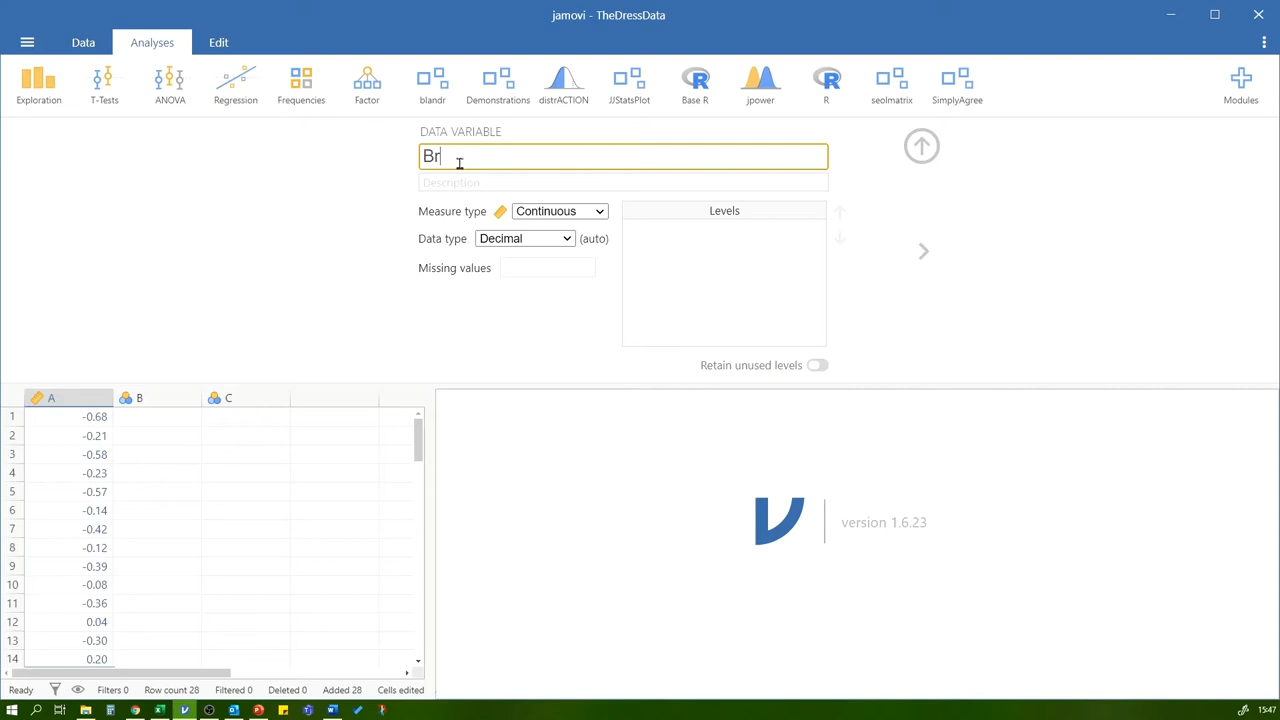 jamovi - TheDressData
Data Analyses Edit
Exploration T-Tests ANOVA Regression Frequencies Factor blandr Demonstrations distrACTION JJStatsPlot Base R jpower R seolmatrix SimplyAgree Modules
DATA VARIABLE
Br
Description
Measure type Continuous Levels
Data type Decimal (auto)
Missing values
Retain unused levels
A B C
1 -0.68
2 -0.21
3 -0.58
4 -0.23
5 -0.57
6 -0.14
7 -0.42
8 -0.12
9 -0.39
10 -0.08
11 -0.36
12 0.04
13 -0.30
14 0.20
version 1.6.23
Ready Filters 0 Row count 28 Filtered 0 Deleted 0 Added 28 Cells edited
15:47